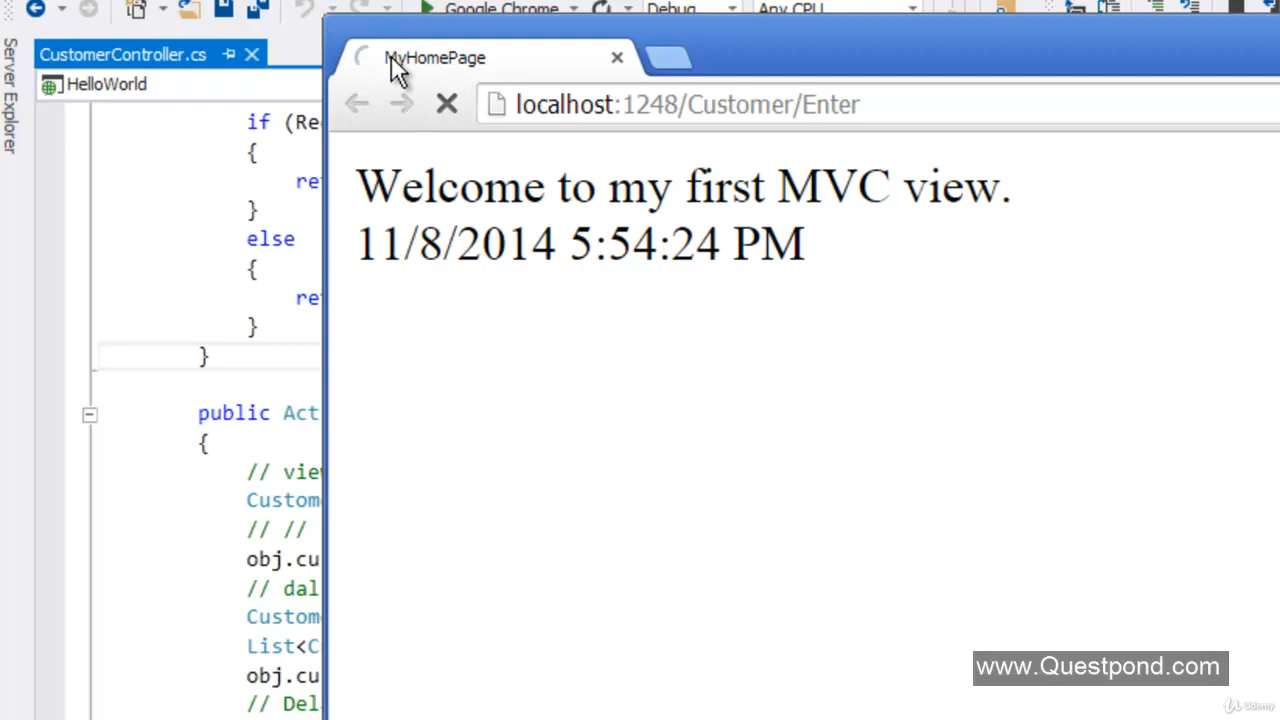 Google Chrome
Debug
Any CPU
Server Explorer
CustomerController.cs
HelloWorld
MyHomePage
localhost:1248/Customer/Enter
Welcome to my first MVC view.
11/8/2014 5:54:24 PM
if (Re
{
re
}
else
{
re
}
}
public Act
{
// view
Custom
// //
obj.cu
// dal
Custom
List<C
obj.cu
// Del
www.Questpond.com
Udemy